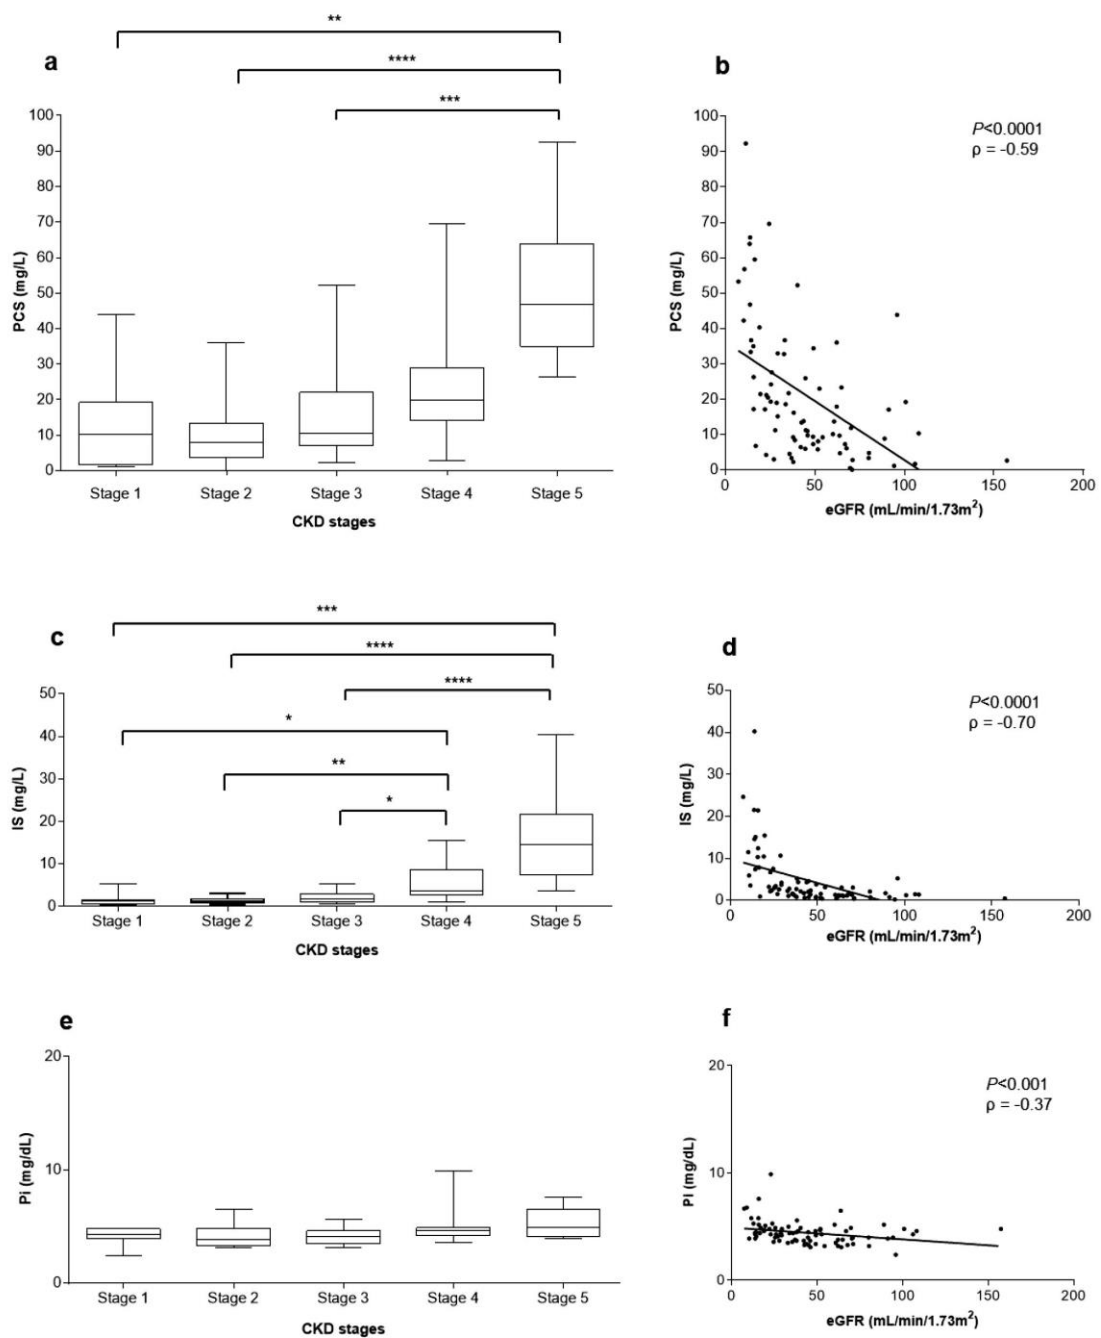 **
a
****
***
PCS (mg/L)
100
90
80
70
60
50
40
30
20
10
0
Stage 1 Stage 2 Stage 3 Stage 4 Stage 5
CKD stages
b
P<0.0001
ρ = -0.59
PCS (mg/L)
100
90
80
70
60
50
40
30
20
10
0
0 50 100 150 200
eGFR (mL/min/1.73m²)
***
c
****
****
*
**
*
IS (mg/L)
50
40
30
20
10
0
Stage 1 Stage 2 Stage 3 Stage 4 Stage 5
CKD stages
d
P<0.0001
ρ = -0.70
IS (mg/L)
50
40
30
20
10
0
0 50 100 150 200
eGFR (mL/min/1.73m²)
e
Pi (mg/dL)
20
10
0
Stage 1 Stage 2 Stage 3 Stage 4 Stage 5
CKD stages
f
P<0.001
ρ = -0.37
PI (mg/dL)
20
10
0
0 50 100 150 200
eGFR (mL/min/1.73m²)